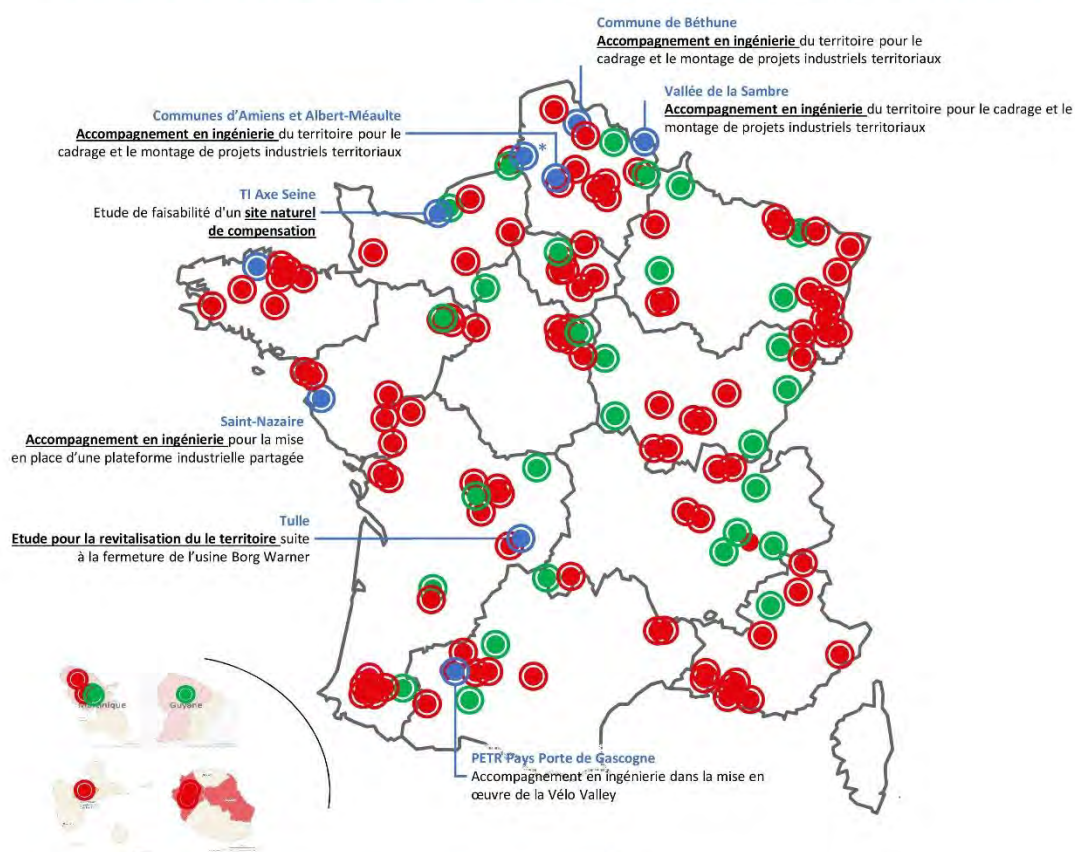 Commune de Béthune
Accompagnement en ingénierie du territoire pour le
cadrage et le montage de projets industriels territoriaux
Vallée de la Sambre
Accompagnement en ingénierie du territoire pour le cadrage et le
montage de projets industriels territoriaux
Communes d'Amiens et Albert-Méaulte
Accompagnement en ingénierie du territoire pour le
cadrage et le montage de projets industriels territoriaux
*
TI Axe Seine
Etude de faisabilité d'un site naturel
de compensation
Saint-Nazaire
Accompagnement en ingénierie pour la mise
en place d'une plateforme industrielle partagée
Tulle
Etude pour la revitalisation du le territoire suite
à la fermeture de l'usine Borg Warner
PETR Pays Porte de Gascogne
Accompagnement en ingénierie dans la mise en
œuvre de la Vélo Valley
Guyane